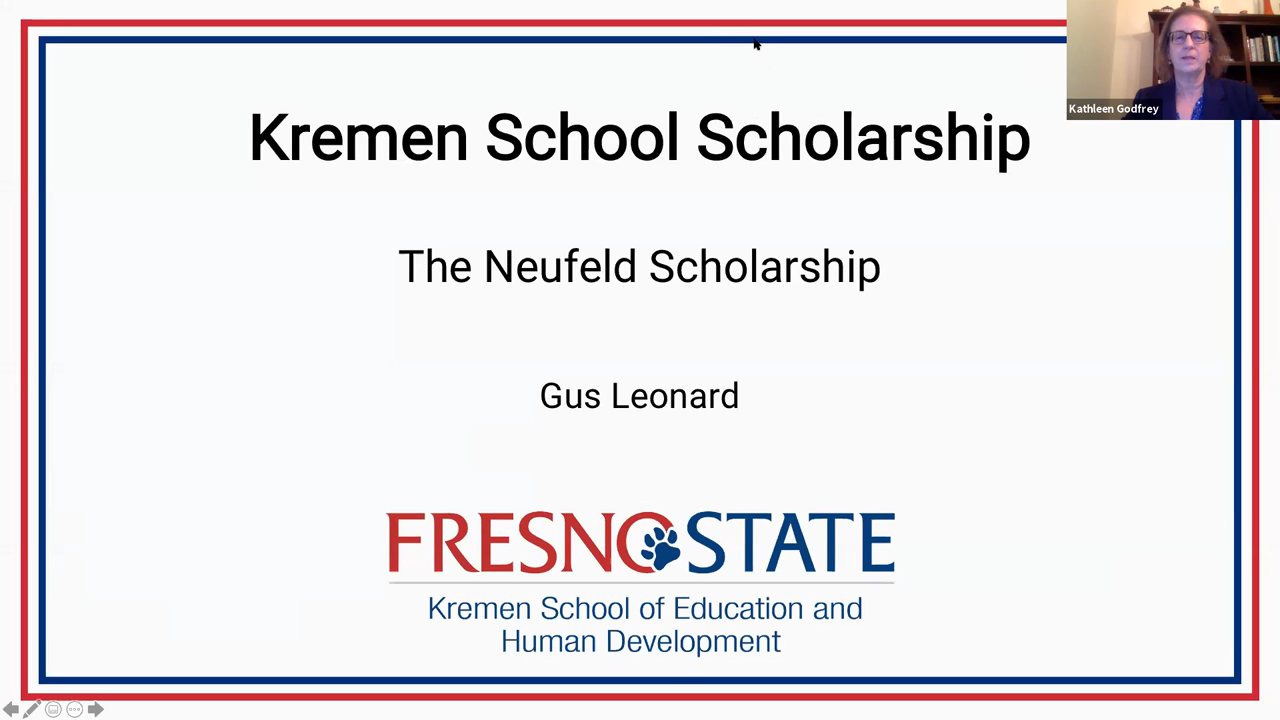 Kathleen Godfrey
Kremen School Scholarship
The Neufeld Scholarship
Gus Leonard
FRESNO STATE
Kremen School of Education and
Human Development